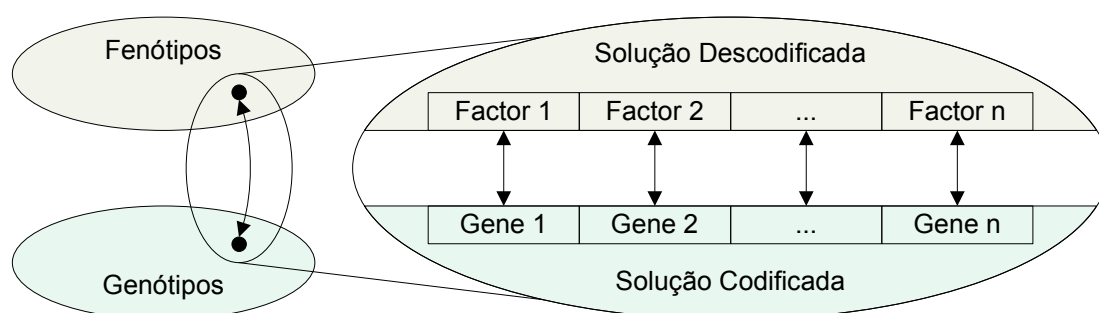 Fenótipos
Solução Descodificada
Factor 1 Factor 2 ... Factor n
Gene 1 Gene 2 ... Gene n
Genótipos
Solução Codificada